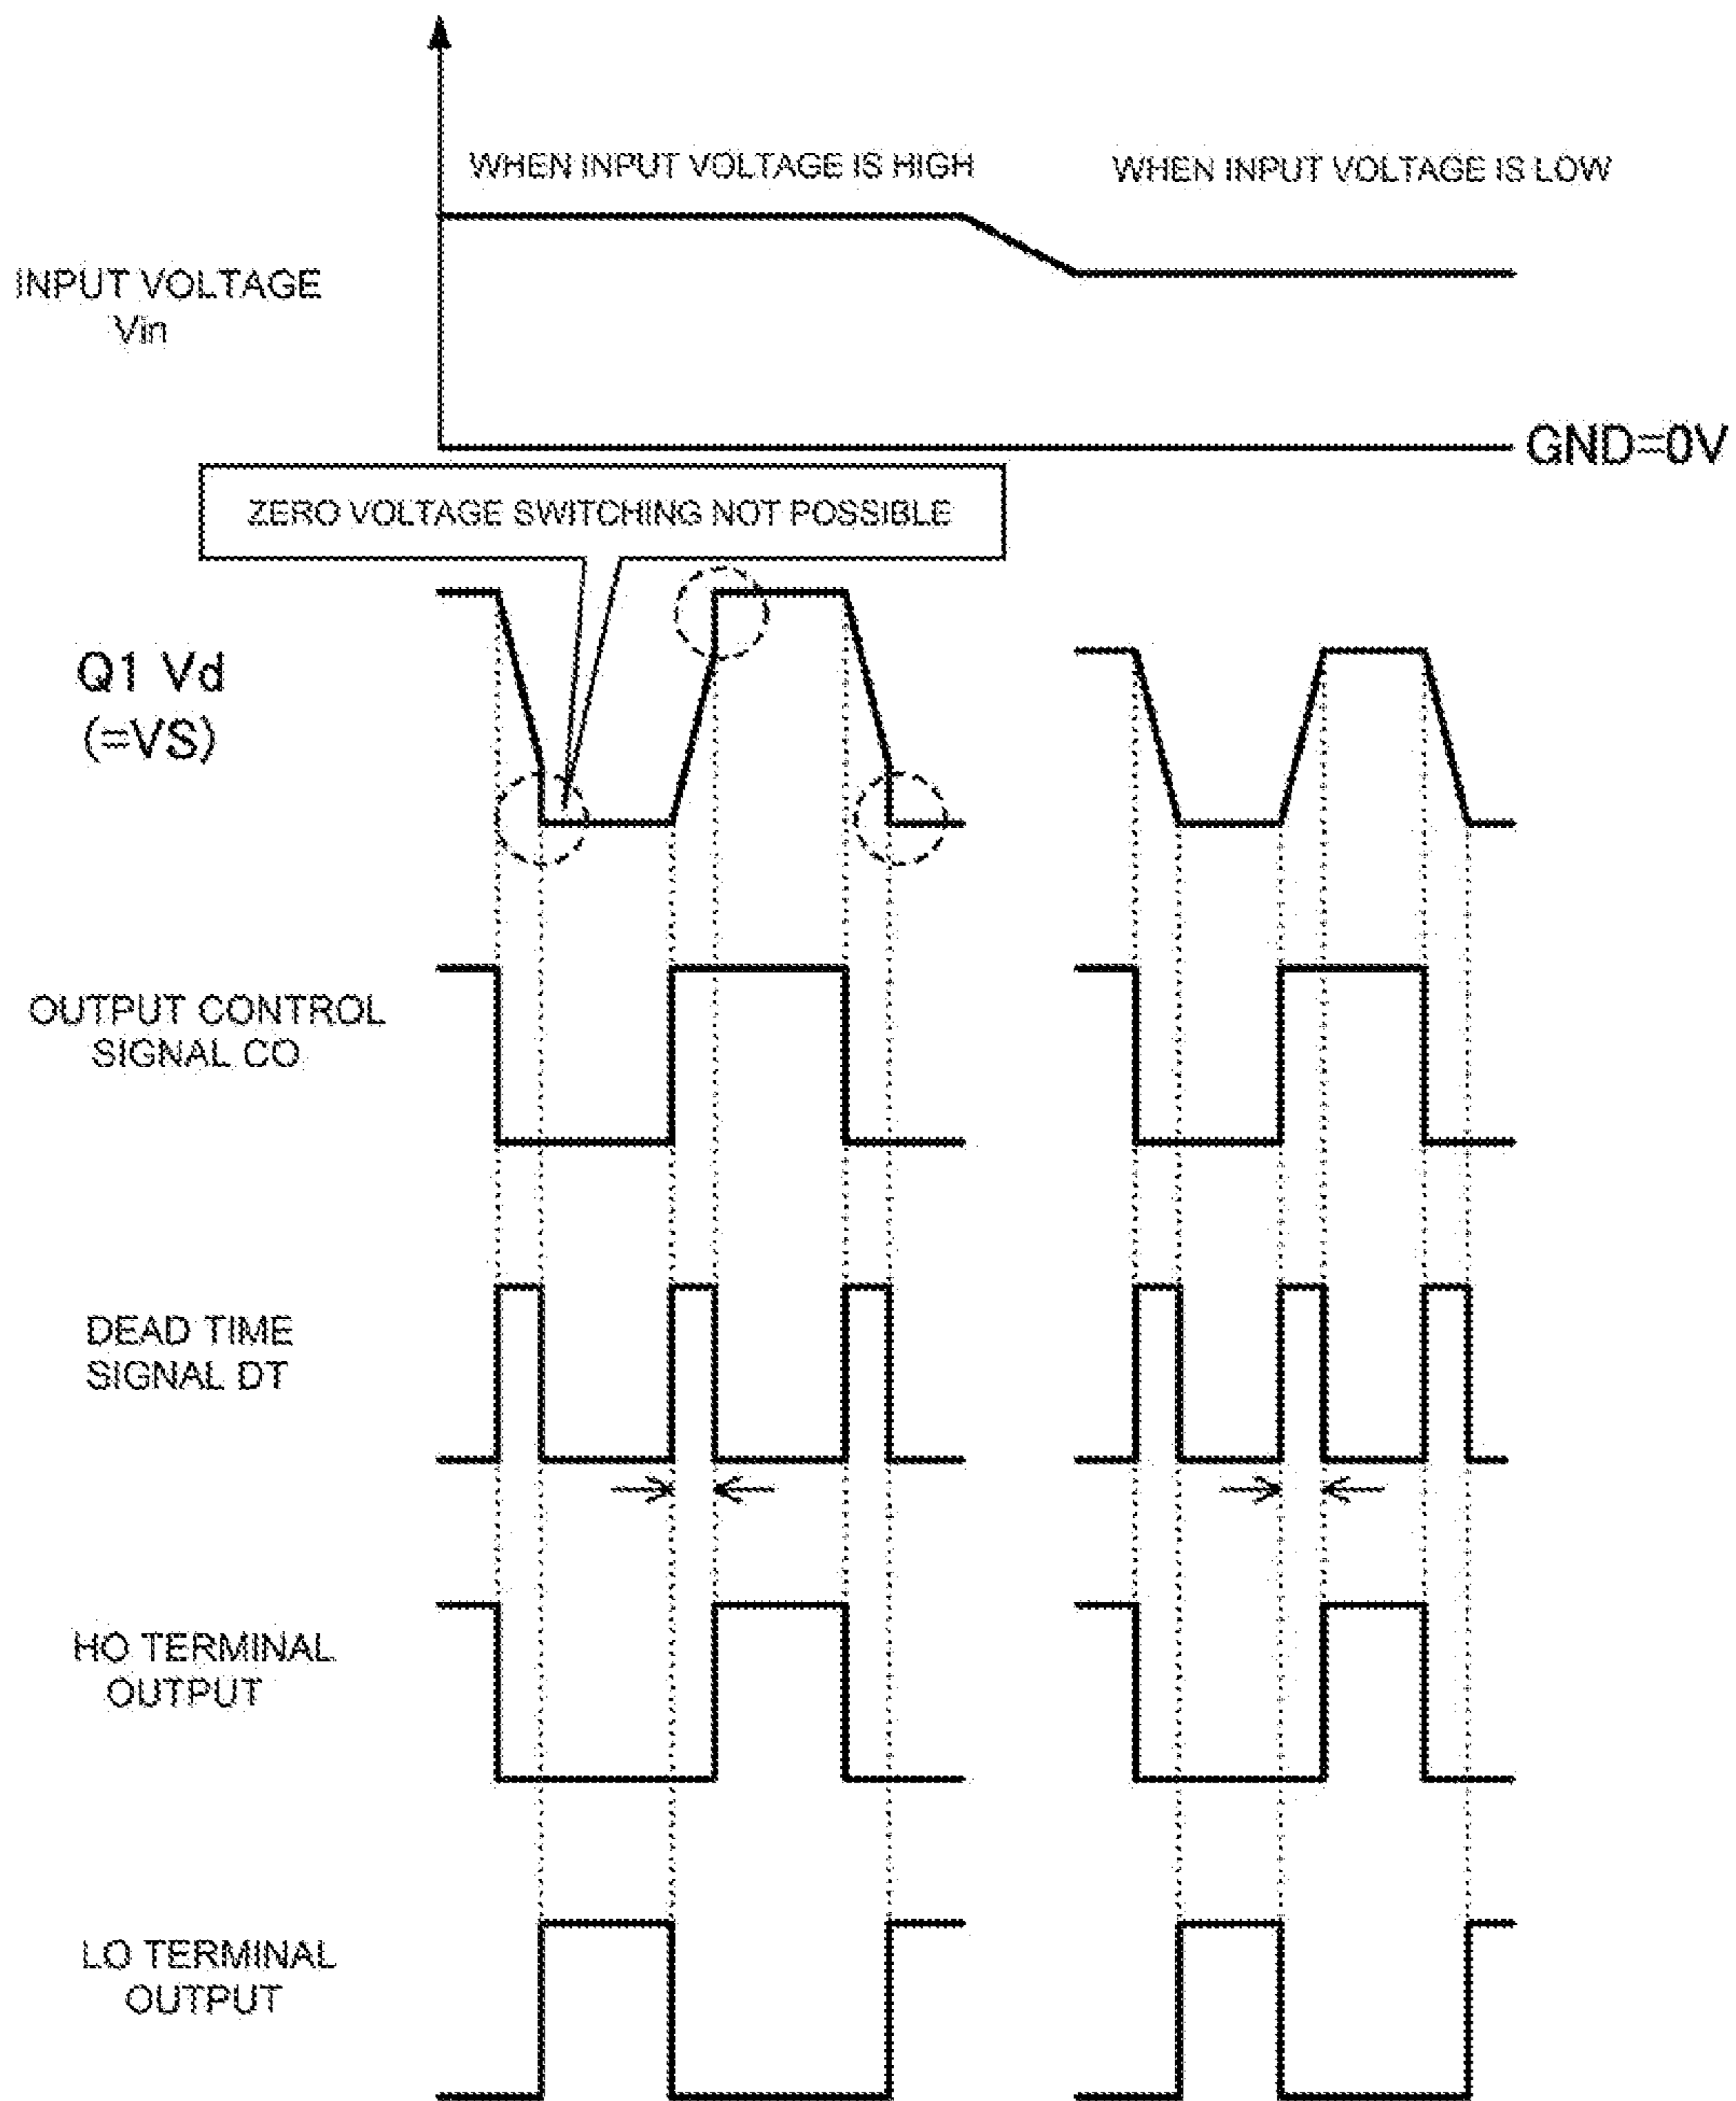 WHEN INPUT VOLTAGE IS HIGH
WHEN INPUT VOLTAGE IS LOW
INPUT VOLTAGE
Vin
GND=0V
ZERO VOLTAGE SWITCHING NOT POSSIBLE
Q1 Vd
(=VS)
OUTPUT CONTROL
SIGNAL CO
DEAD TIME
SIGNAL DT
HO TERMINAL
OUTPUT
LO TERMINAL
OUTPUT